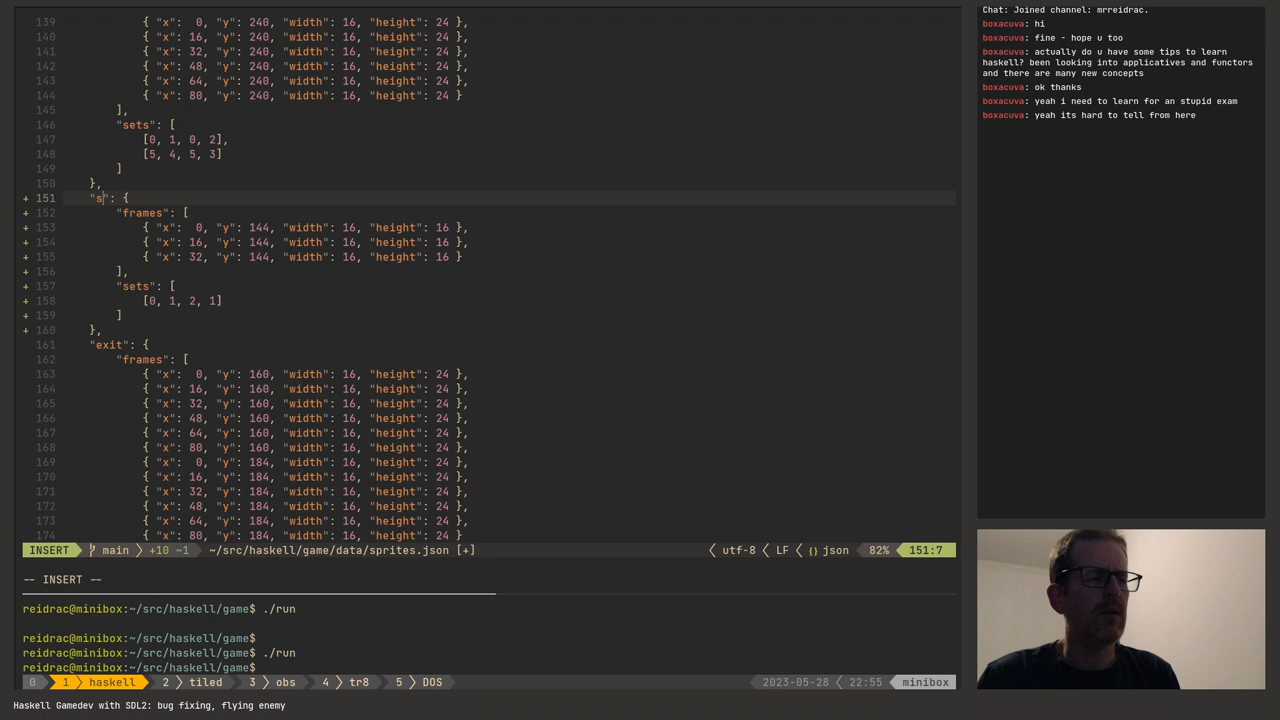 139             { "x":  0, "y": 240, "width": 16, "height": 24 },
140             { "x": 16, "y": 240, "width": 16, "height": 24 },
141             { "x": 32, "y": 240, "width": 16, "height": 24 },
142             { "x": 48, "y": 240, "width": 16, "height": 24 },
143             { "x": 64, "y": 240, "width": 16, "height": 24 },
144             { "x": 80, "y": 240, "width": 16, "height": 24 }
145         ],
146         "sets": [
147             [0, 1, 0, 2],
148             [5, 4, 5, 3]
149         ]
150     },
+ 151     "s": {
+ 152         "frames": [
+ 153             { "x":  0, "y": 144, "width": 16, "height": 16 },
+ 154             { "x": 16, "y": 144, "width": 16, "height": 16 },
+ 155             { "x": 32, "y": 144, "width": 16, "height": 16 }
+ 156         ],
+ 157         "sets": [
+ 158             [0, 1, 2, 1]
+ 159         ]
+ 160     },
161     "exit": {
162         "frames": [
163             { "x":  0, "y": 160, "width": 16, "height": 24 },
164             { "x": 16, "y": 160, "width": 16, "height": 24 },
165             { "x": 32, "y": 160, "width": 16, "height": 24 },
166             { "x": 48, "y": 160, "width": 16, "height": 24 },
167             { "x": 64, "y": 160, "width": 16, "height": 24 },
168             { "x": 80, "y": 160, "width": 16, "height": 24 },
169             { "x":  0, "y": 184, "width": 16, "height": 24 },
170             { "x": 16, "y": 184, "width": 16, "height": 24 },
171             { "x": 32, "y": 184, "width": 16, "height": 24 },
172             { "x": 48, "y": 184, "width": 16, "height": 24 },
173             { "x": 64, "y": 184, "width": 16, "height": 24 },
174             { "x": 80, "y": 184, "width": 16, "height": 24 },
INSERT main +10 ~1 ~/src/haskell/game/data/sprites.json [+] utf-8 LF {} json 82% 151:7
-- INSERT --
reidrac@minibox:~/src/haskell/game$ ./run
reidrac@minibox:~/src/haskell/game$
reidrac@minibox:~/src/haskell/game$ ./run
reidrac@minibox:~/src/haskell/game$
0 1 haskell 2 tiled 3 obs 4 tr8 5 DOS 2023-05-28 22:55 minibox
Haskell Gamedev with SDL2: bug fixing, flying enemy
Chat: Joined channel: mrreidrac.
boxacuva: hi
boxacuva: fine - hope u too
boxacuva: actually do u have some tips to learn
haskell? been looking into applicatives and functors
and there are many new concepts
boxacuva: ok thanks
boxacuva: yeah i need to learn for an stupid exam
boxacuva: yeah its hard to tell from here